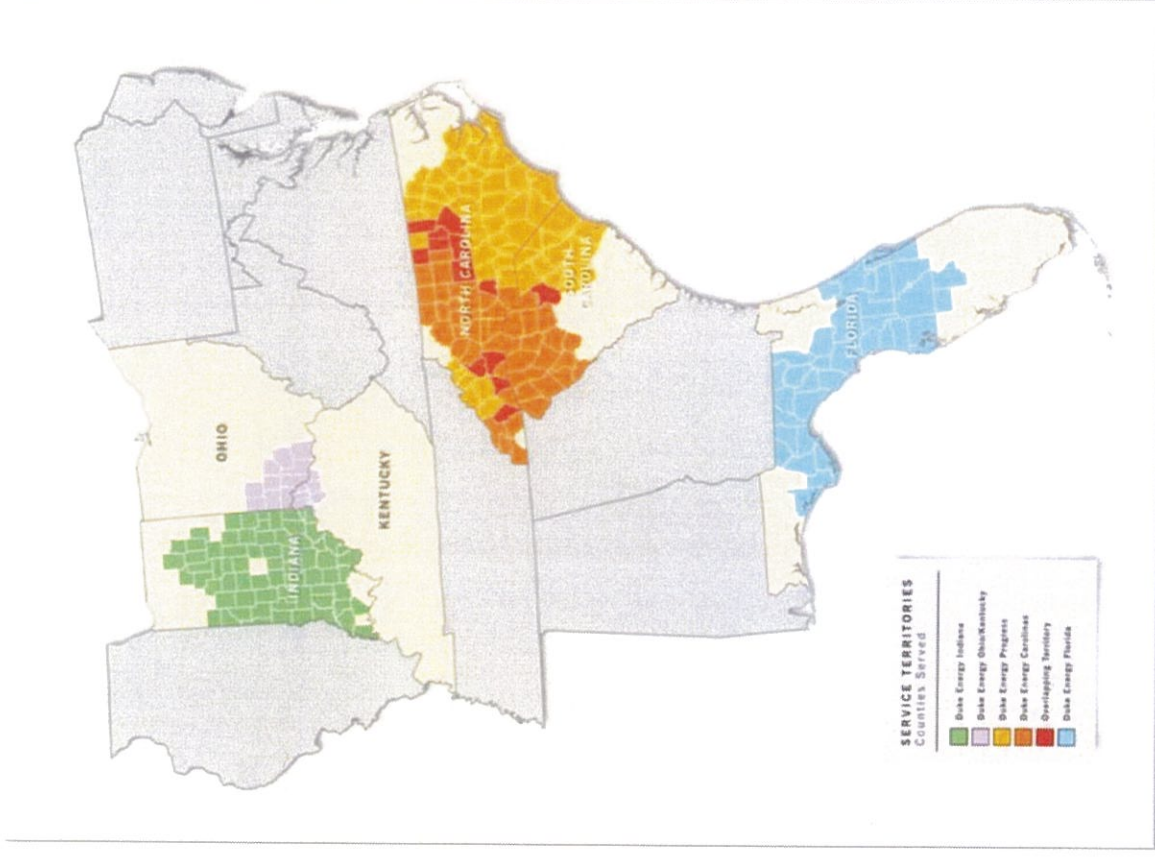 OHIO
INDIANA
KENTUCKY
NORTH CAROLINA
SOUTH
CAROLINA
FLORIDA
SERVICE TERRITORIES
Counties Served
Duke Energy Indiana
Duke Energy Ohio/Kentucky
Duke Energy Progress
Duke Energy Carolinas
Overlapping Territory
Duke Energy Florida